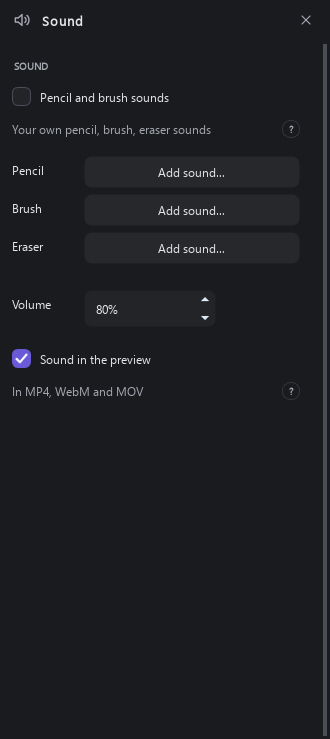 Sound
SOUND
Pencil and brush sounds
Your own pencil, brush, eraser sounds ?
Pencil Add sound...
Brush Add sound...
Eraser Add sound...
Volume 80%
Sound in the preview
In MP4, WebM and MOV ?